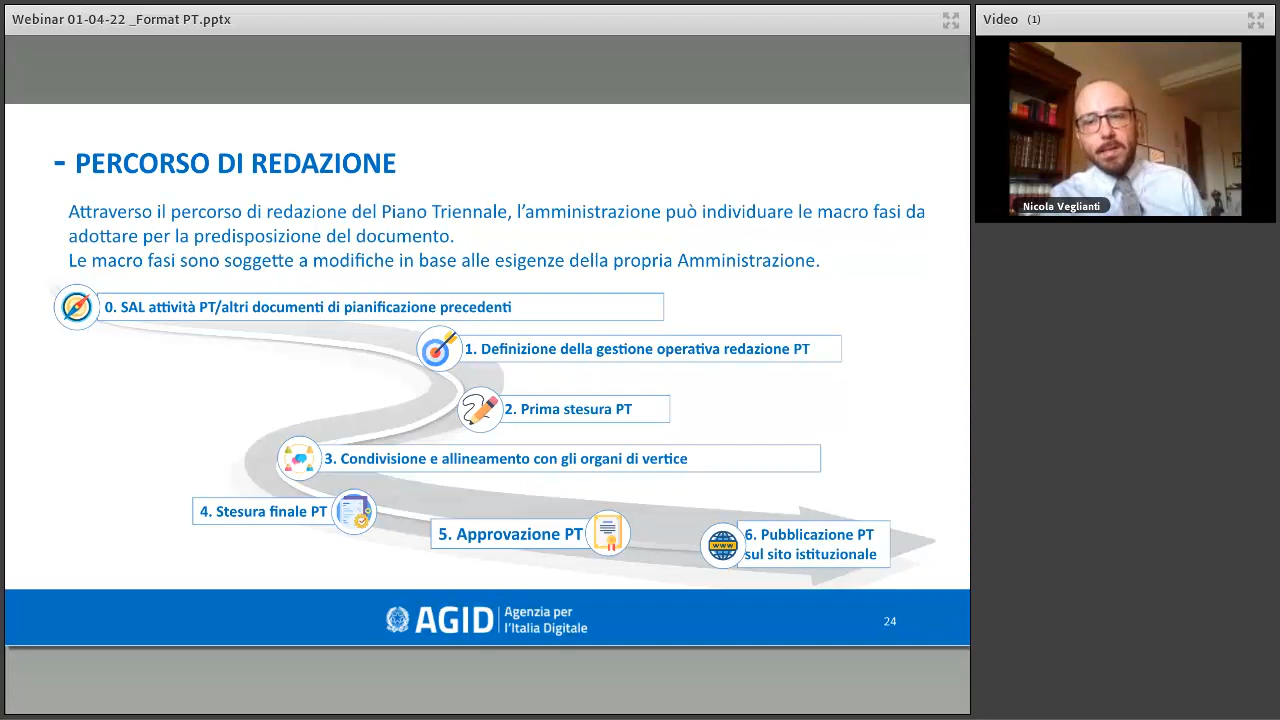 Webinar 01-04-22 _Format PT.pptx
Video (1)
Nicola Veglianti
- PERCORSO DI REDAZIONE
Attraverso il percorso di redazione del Piano Triennale, l’amministrazione può individuare le macro fasi da
adottare per la predisposizione del documento.
Le macro fasi sono soggette a modifiche in base alle esigenze della propria Amministrazione.
0. SAL attività PT/altri documenti di pianificazione precedenti
1. Definizione della gestione operativa redazione PT
2. Prima stesura PT
3. Condivisione e allineamento con gli organi di vertice
4. Stesura finale PT
5. Approvazione PT
WWW
6. Pubblicazione PT
sul sito istituzionale
AGID
Agenzia per
l’Italia Digitale
24